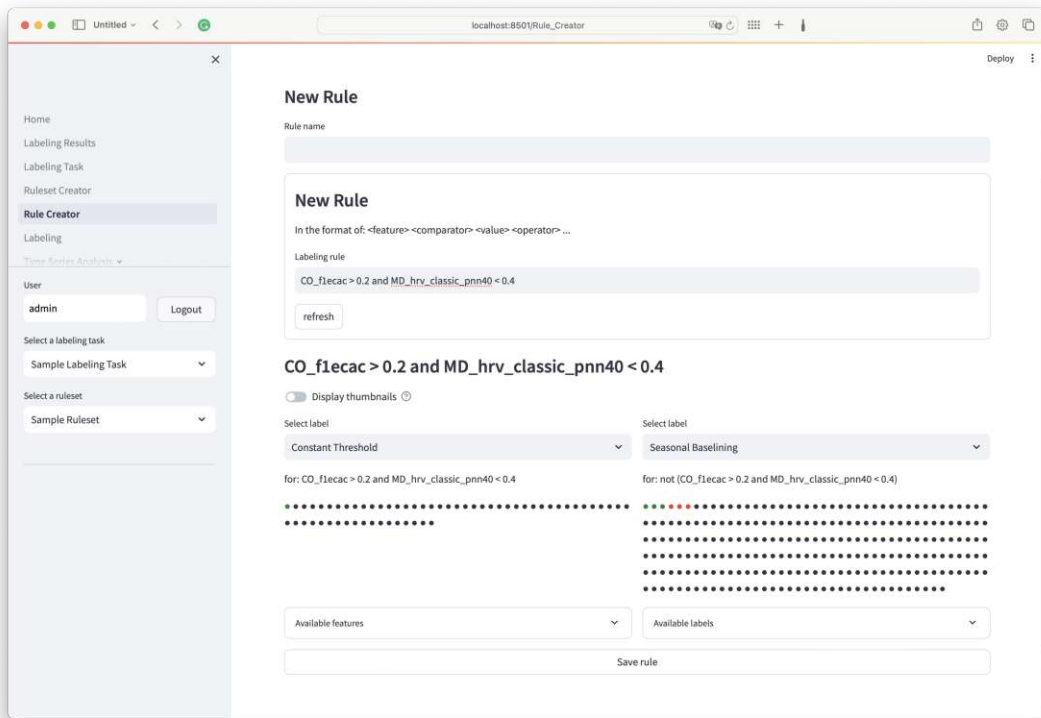 Untitled
localhost:8501/Rule_Creator
Deploy
Home
Labeling Results
Labeling Task
Ruleset Creator
Rule Creator
Labeling
Time Series Analysis
User
admin
Logout
Select a labeling task
Sample Labeling Task
Select a ruleset
Sample Ruleset
New Rule
Rule name
New Rule
In the format of: <feature> <comparator> <value> <operator> ...
Labeling rule
CO_f1ecac > 0.2 and MD_hrv_classic_pnn40 < 0.4
refresh
CO_f1ecac > 0.2 and MD_hrv_classic_pnn40 < 0.4
Display thumbnails
Select label
Constant Threshold
for: CO_f1ecac > 0.2 and MD_hrv_classic_pnn40 < 0.4
Select label
Seasonal Baselining
for: not (CO_f1ecac > 0.2 and MD_hrv_classic_pnn40 < 0.4)
Available features
Available labels
Save rule